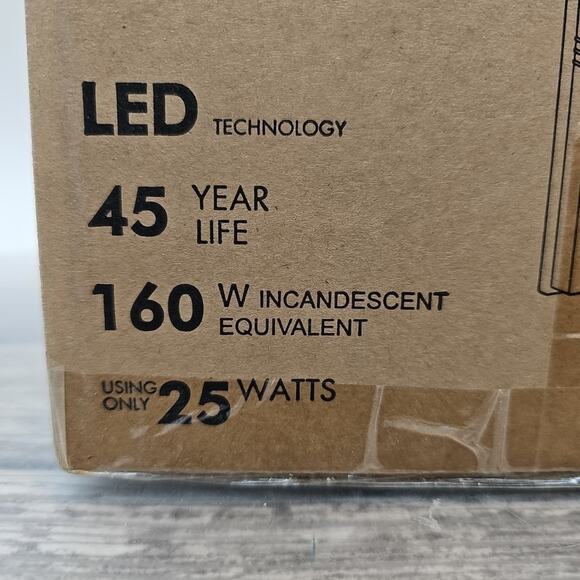 LED TECHNOLOGY
45 YEAR
LIFE
160 W INCANDESCENT
EQUIVALENT
USING
ONLY 25 WATTS